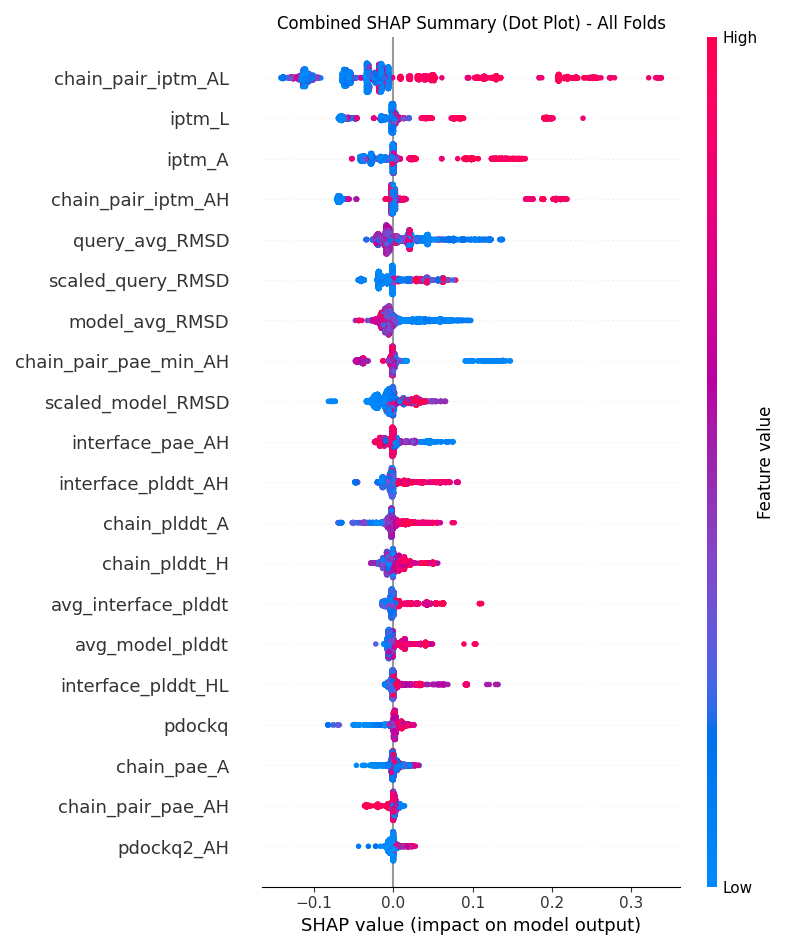 Combined SHAP Summary (Dot Plot) - All Folds
High
chain_pair_iptm_AL
iptm_L
iptm_A
chain_pair_iptm_AH
query_avg_RMSD
scaled_query_RMSD
model_avg_RMSD
chain_pair_pae_min_AH
scaled_model_RMSD
interface_pae_AH
interface_plddt_AH
chain_plddt_A
chain_plddt_H
avg_interface_plddt
avg_model_plddt
interface_plddt_HL
pdockq
chain_pae_A
chain_pair_pae_AH
pdockq2_AH
Feature value
Low
−0.1 0.0 0.1 0.2 0.3
SHAP value (impact on model output)